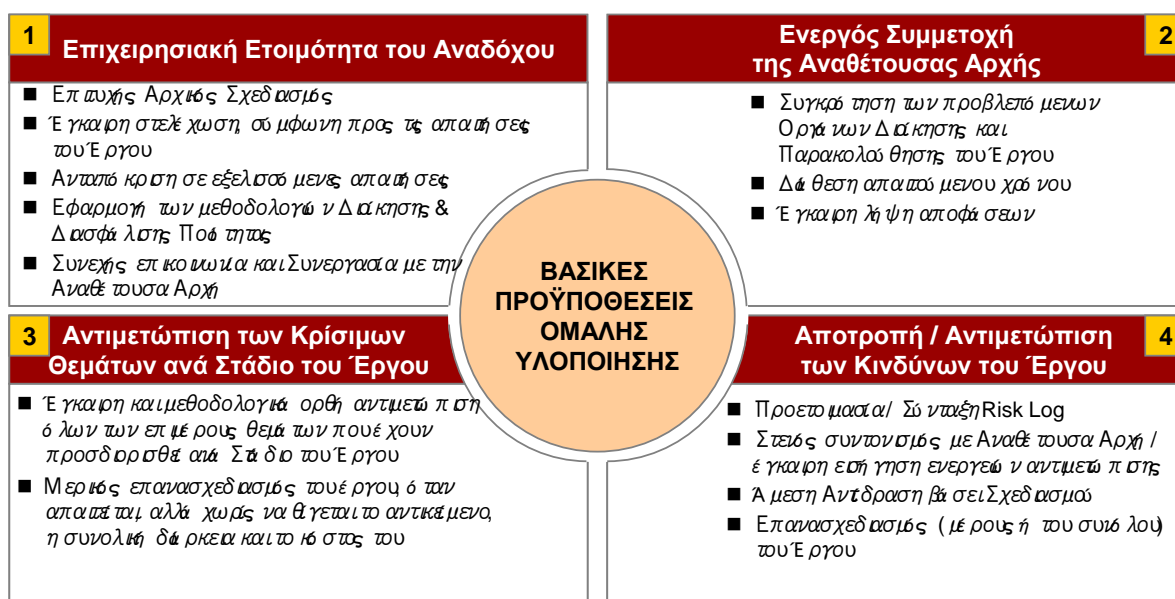 1
Επιχειρησιακή Ετοιμότητα του Αναδόχου
■ Επιτυχής Αρχικός Σχεδιασμός
■ Έγκαιρη στελέχωση, σύμφωνη προς τις απαιτήσεις
του Έργου
■ Ανταπόκριση σε εξελισσόμενες απαιτήσεις
■ Εφαρμογή των μεθοδολογιών Διοίκησης &
Διασφάλισης Ποιότητας
■ Συνεχής επικοινωνία και Συνεργασία με την
Αναθέτουσα Αρχή
2
Ενεργός Συμμετοχή
της Αναθέτουσας Αρχής
■ Συγκρότηση των προβλεπόμενων
Οργάνων Διοίκησης και
Παρακολούθησης του Έργου
■ Διάθεση απαιτούμενου χρόνου
■ Έγκαιρη λήψη αποφάσεων
ΒΑΣΙΚΕΣ
ΠΡΟΫΠΟΘΕΣΕΙΣ
ΟΜΑΛΗΣ
ΥΛΟΠΟΙΗΣΗΣ
3
Αντιμετώπιση των Κρίσιμων
Θεμάτων ανά Στάδιο του Έργου
■ Έγκαιρη και μεθοδολογικά ορθή αντιμετώπιση
όλων των επιμέρους θεμάτων που έχουν
προσδιορισθεί ανά Στάδιο του Έργου
■ Μερικός επανασχεδιασμός του έργου, όταν
απαιτείται, αλλά χωρίς να θίγεται το αντικείμενο,
η συνολική διάρκεια και το κόστος του
4
Αποτροπή / Αντιμετώπιση
των Κινδύνων του Έργου
■ Προετοιμασία / Σύνταξη Risk Log
■ Στενός συντονισμός με Αναθέτουσα Αρχή /
έγκαιρη εισήγηση ενεργειών αντιμετώπισης
■ Άμεση Αντίδραση βάσει Σχεδιασμού
■ Επανασχεδιασμός (μέρους ή του συνόλου)
του Έργου